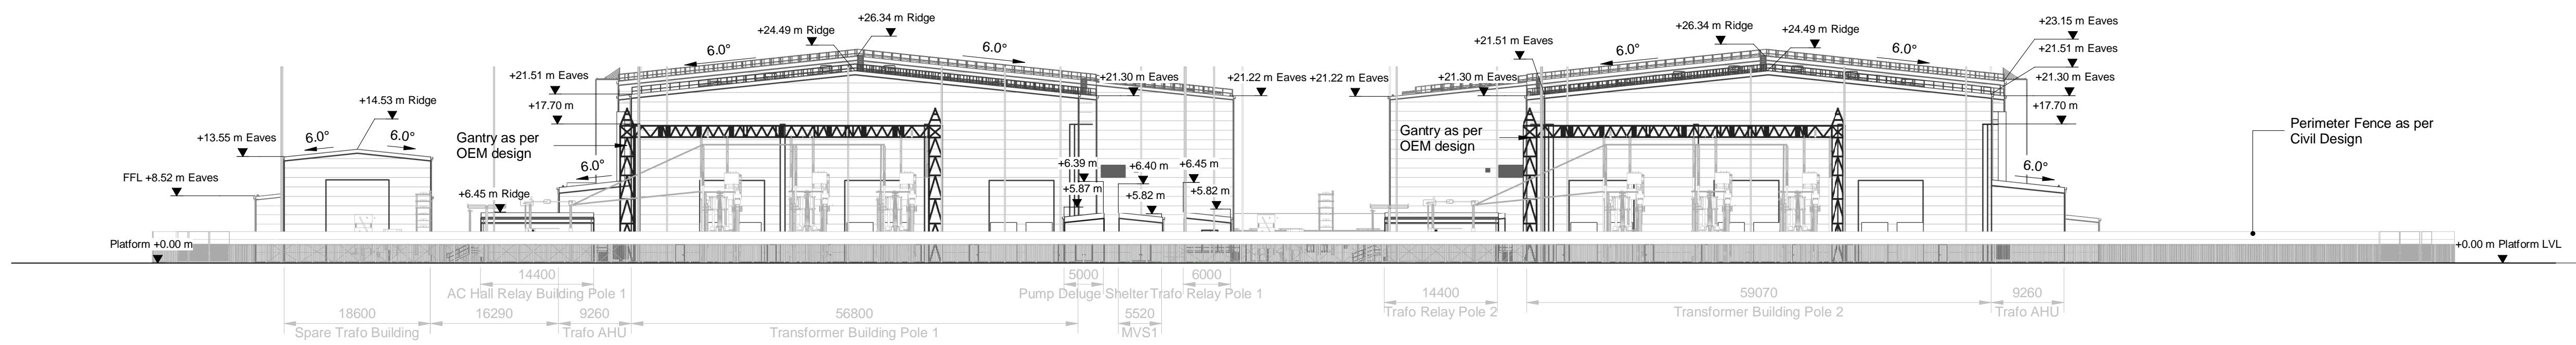 +26.34 m Ridge
+24.49 m Ridge
6.0°
6.0°
+21.51 m Eaves
+17.70 m
+14.53 m Ridge
+13.55 m Eaves
6.0°
6.0°
Gantry as per
OEM design
6.0°
FFL +8.52 m Eaves
+6.45 m Ridge
Platform +0.00 m
+21.30 m Eaves
+21.22 m Eaves
+6.39 m
+5.87 m
+6.40 m
+5.82 m
+6.45 m
+5.82 m
+21.22 m Eaves
+21.30 m Eaves
+21.51 m Eaves
6.0°
+26.34 m Ridge
+24.49 m Ridge
6.0°
+23.15 m Eaves
+21.51 m Eaves
+21.30 m Eaves
+17.70 m
Gantry as per
OEM design
6.0°
Perimeter Fence as per
Civil Design
+0.00 m Platform LVL
14400
AC Hall Relay Building Pole 1
5000
Pump Deluge Shelter
6000
Trafo Relay Pole 1
14400
Trafo Relay Pole 2
59070
Transformer Building Pole 2
9260
Trafo AHU
18600
Spare Trafo Building
16290
9260
Trafo AHU
56800
Transformer Building Pole 1
5520
MVS1